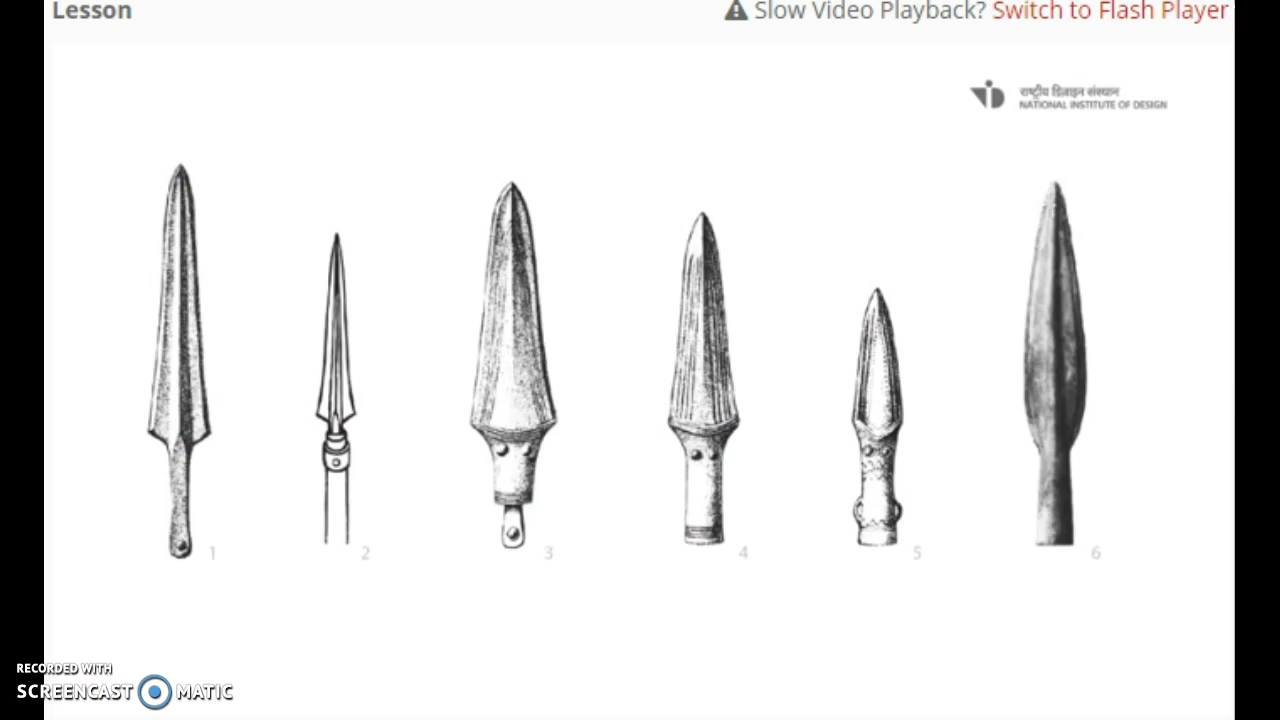 Lesson
Slow Video Playback? Switch to Flash Player
राष्ट्रीय डिज़ाइन संस्थान
NATIONAL INSTITUTE OF DESIGN
1
2
3
4
5
6
RECORDED WITH
SCREENCAST MATIC